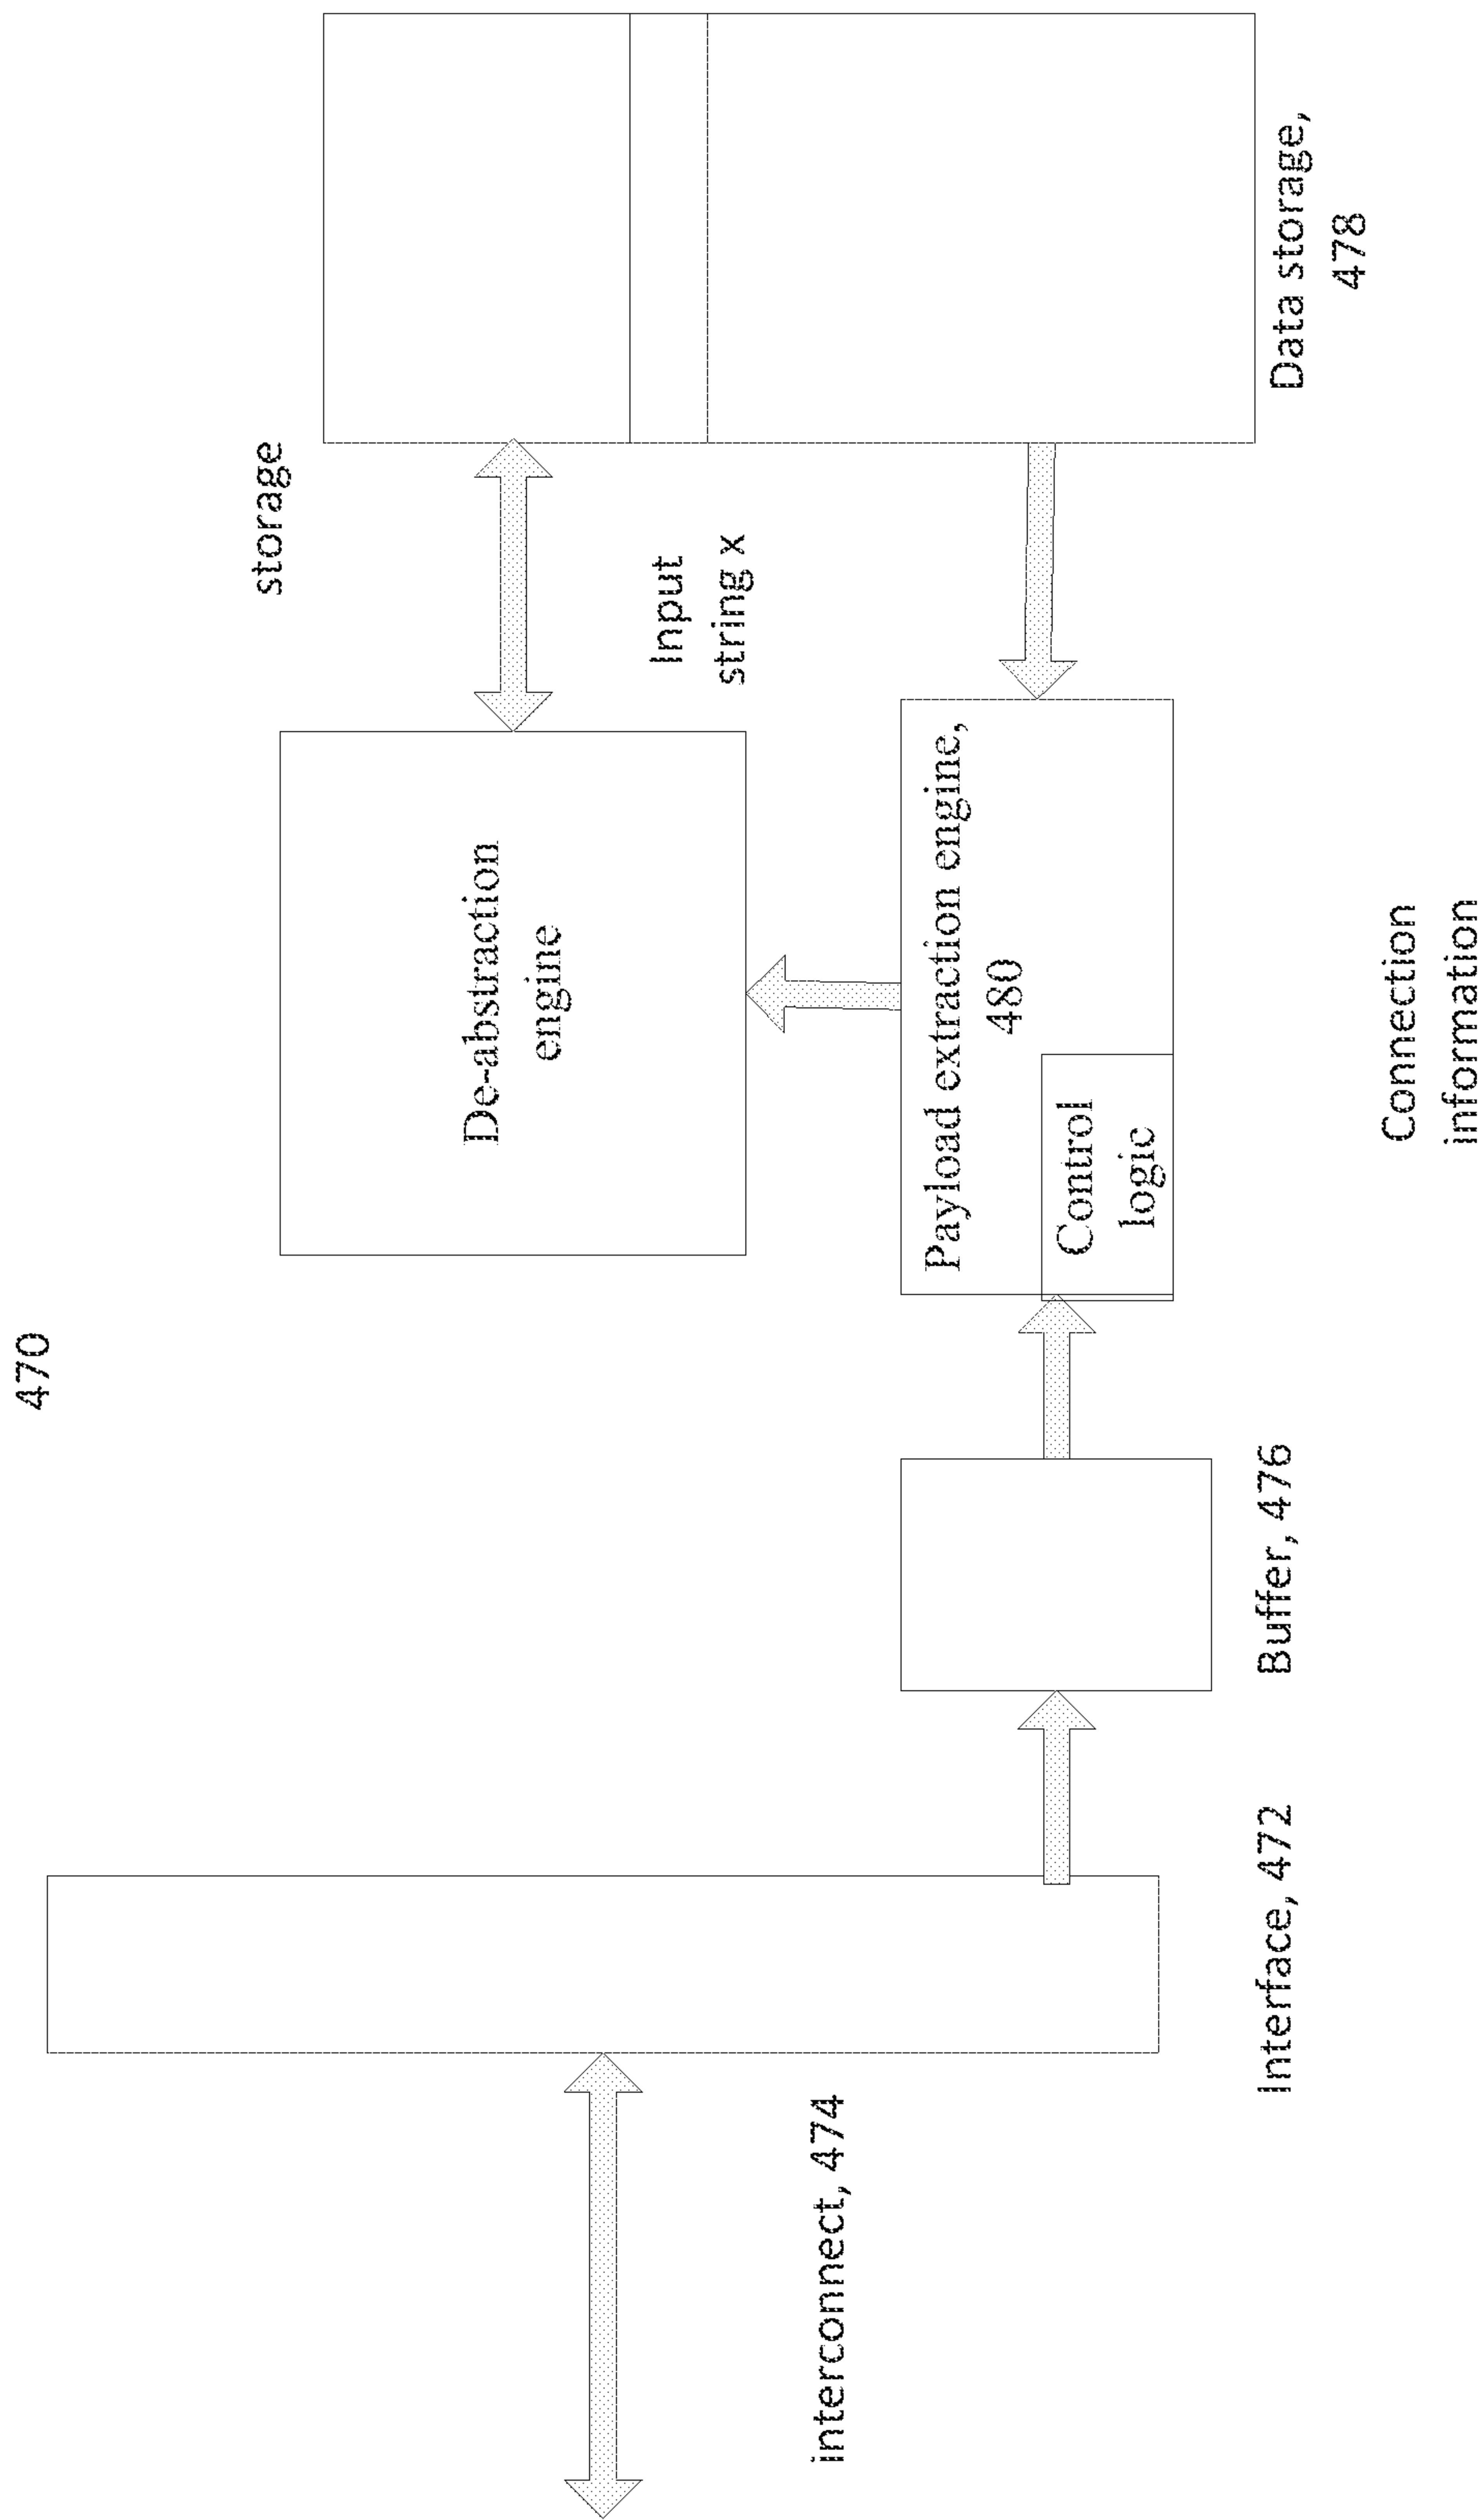 470
storage
De-abstraction
engine
Input
string x
interconnect, 474
Payload extraction engine,
480
Control
logic
Interface, 472
Buffer, 476
Data storage,
478
Connection
information